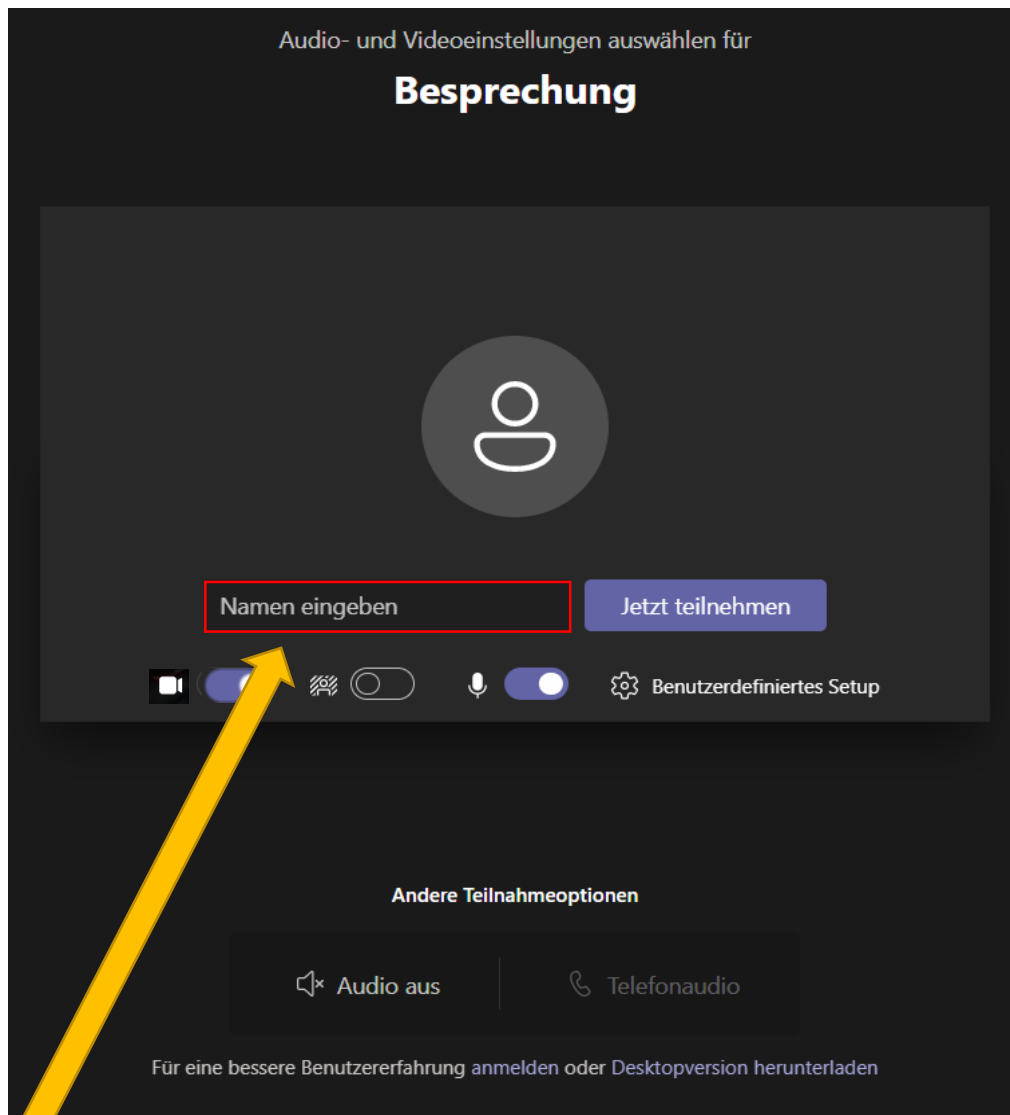 Audio- und Videoeinstellungen auswählen für
Besprechung
Namen eingeben
Jetzt teilnehmen
Benutzerdefiniertes Setup
Andere Teilnahmeoptionen
Audio aus
Telefonaudio
Für eine bessere Benutzererfahrung anmelden oder Desktopversion herunterladen